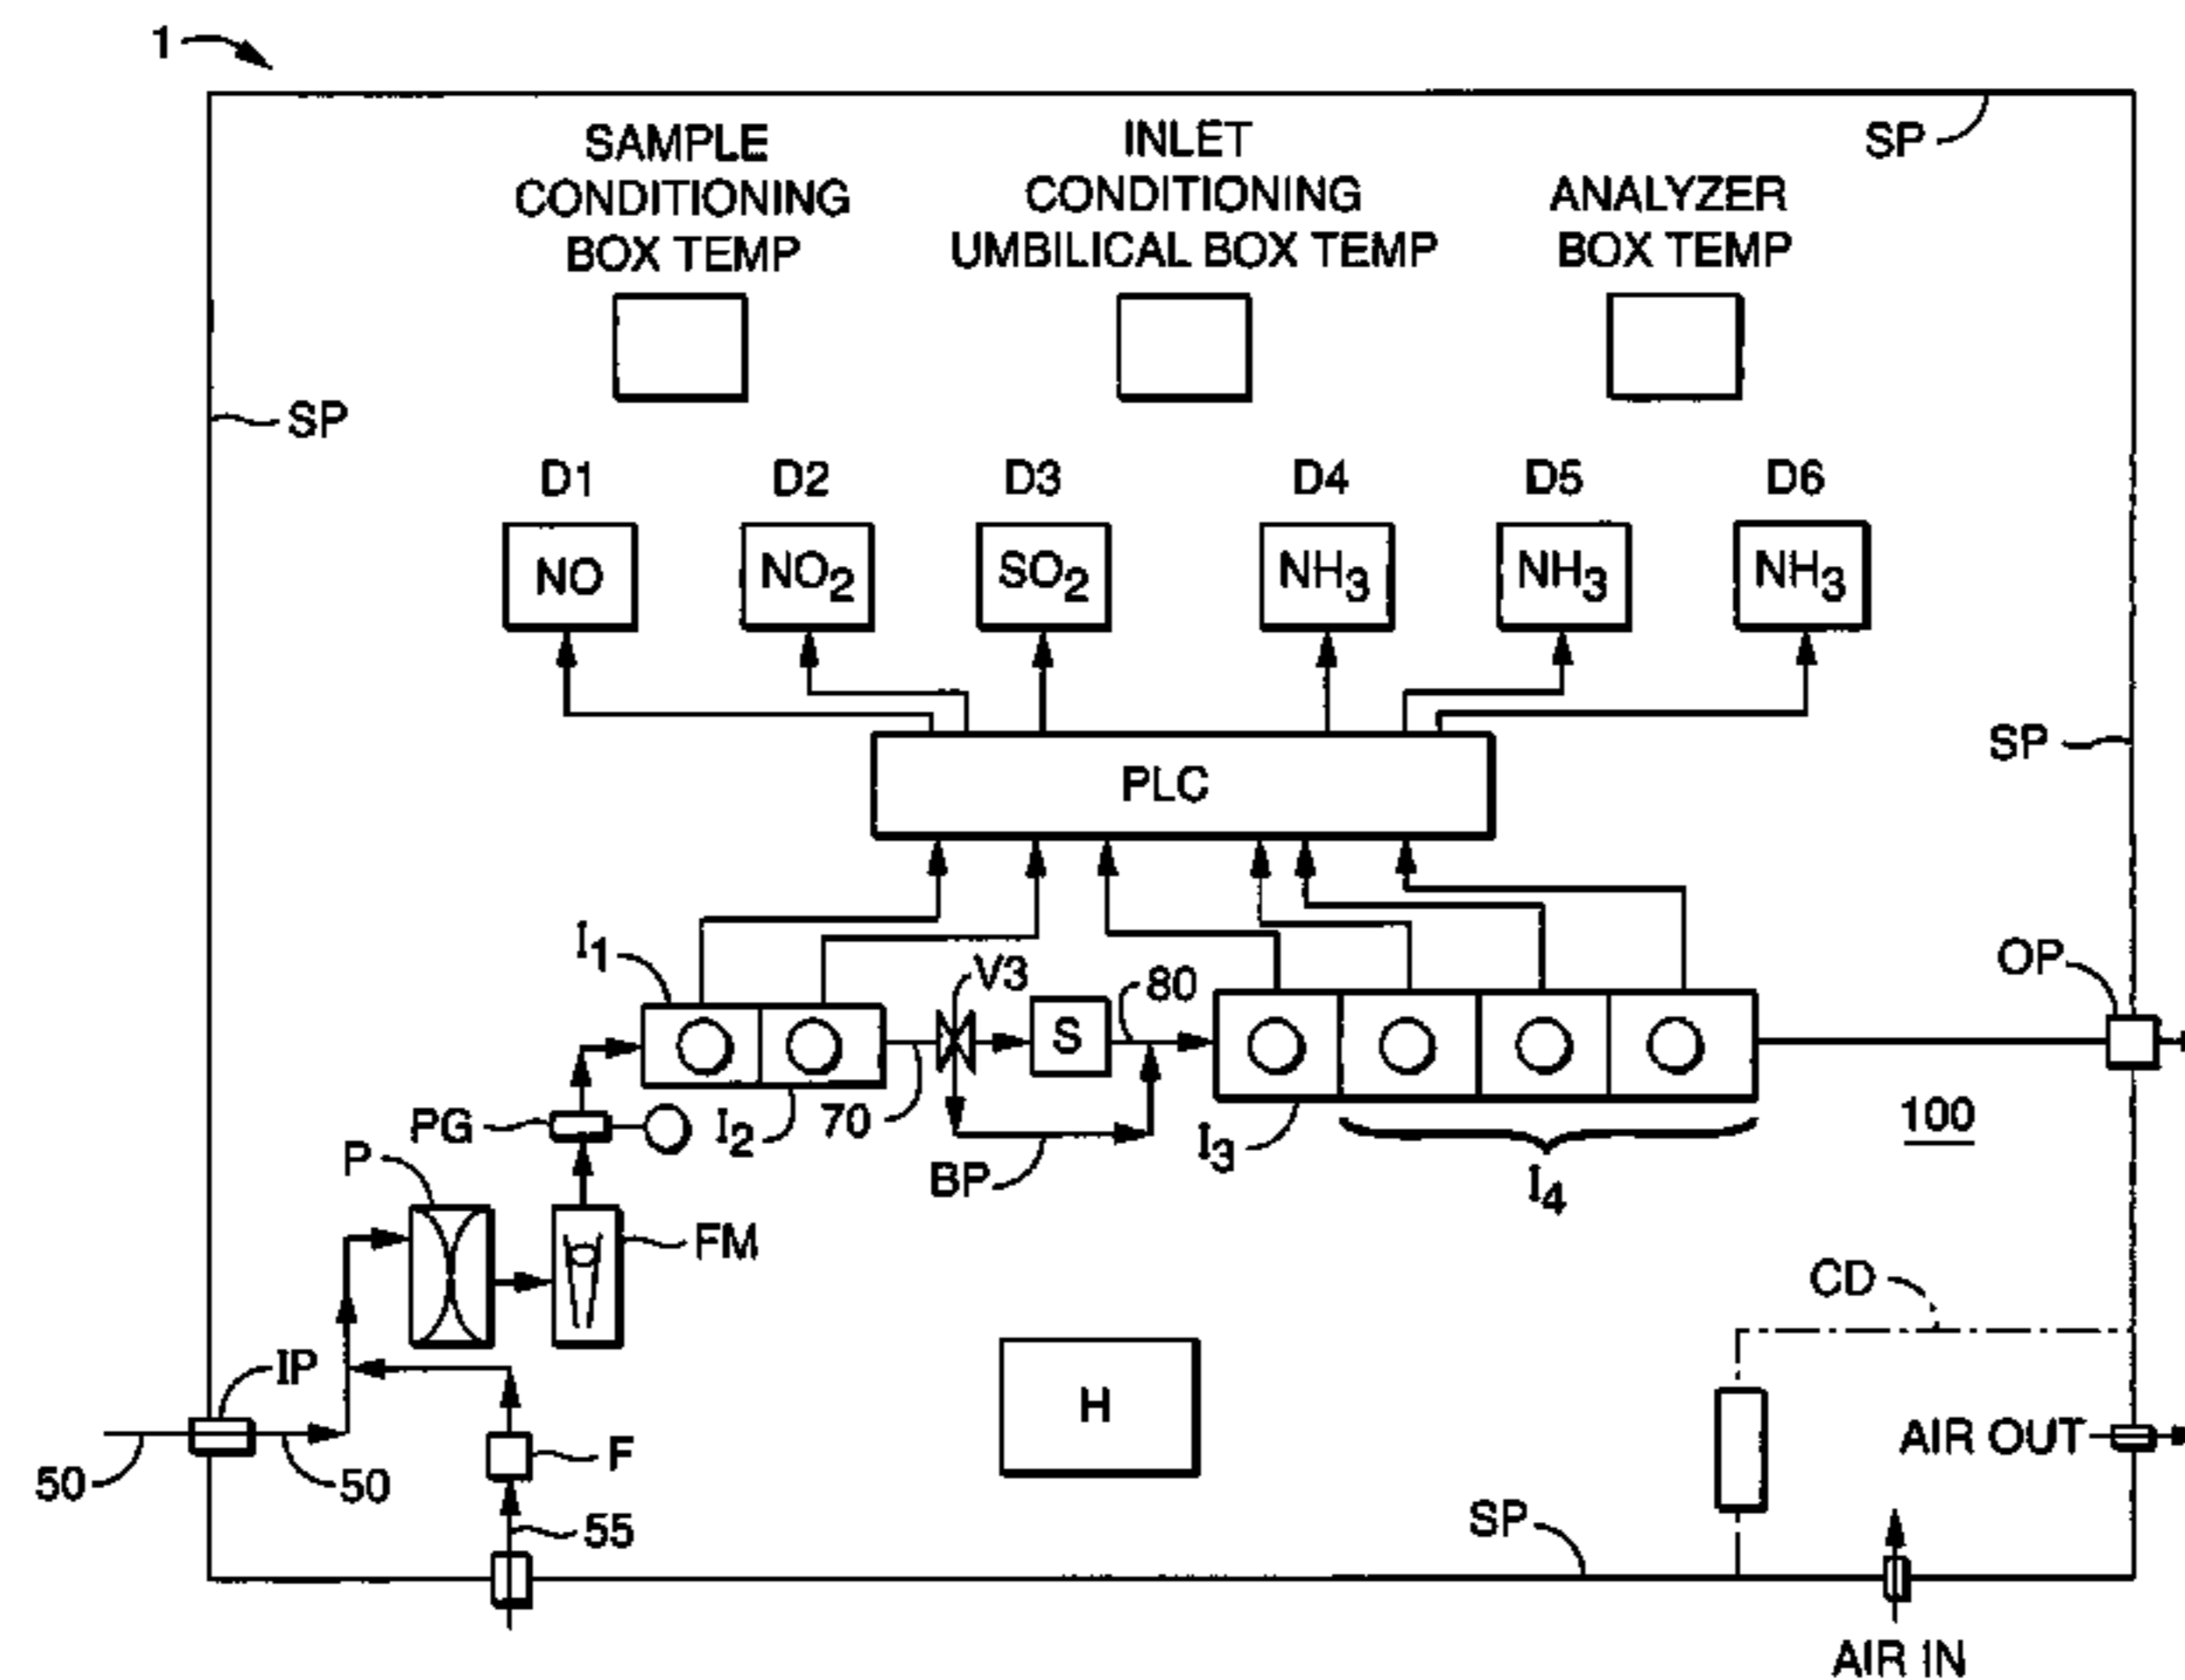 1
SP
SAMPLE
CONDITIONING
BOX TEMP
INLET
CONDITIONING
UMBILICAL BOX TEMP
ANALYZER
BOX TEMP
SP
D1
D2
D3
D4
D5
D6
NO
NO2
SO2
NH3
NH3
NH3
SP
PLC
I1
V3
80
OP
S
PG
I2
70
BP
I3
I4
100
P
FM
CD
IP
H
AIR OUT
50
50
F
55
SP
AIR IN